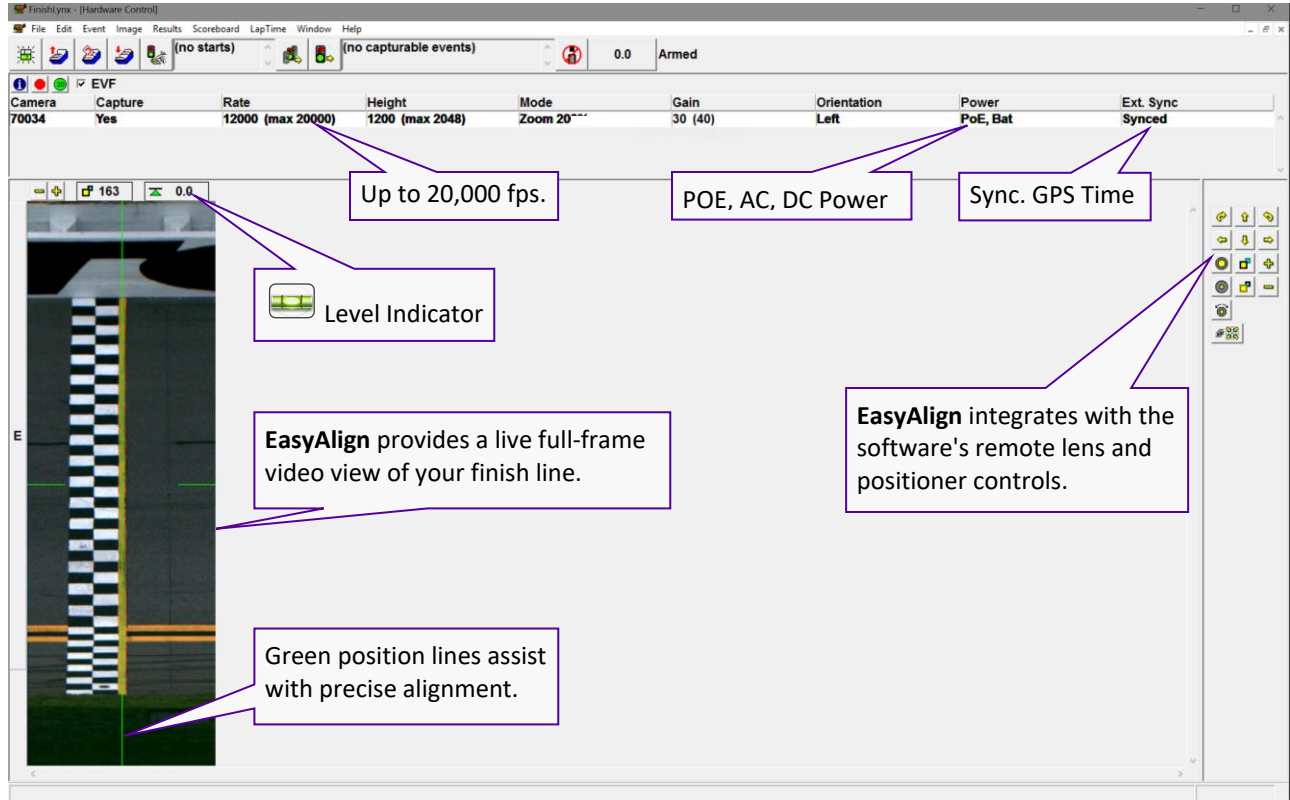 FinishLynx - [Hardware Control]
File Edit Event Image Results Scoreboard LapTime Window Help
(no starts)
(no capturable events)
0.0
Armed
EVF
Camera Capture Rate Height Mode Gain Orientation Power Ext. Sync
70034 Yes 12000 (max 20000) 1200 (max 2048) Zoom 30 (40) Left PoE, Bat Synced
163
0.0
Up to 20,000 fps.
POE, AC, DC Power
Sync. GPS Time
Level Indicator
EasyAlign provides a live full-frame
video view of your finish line.
EasyAlign integrates with the
software's remote lens and
positioner controls.
E
Green position lines assist
with precise alignment.